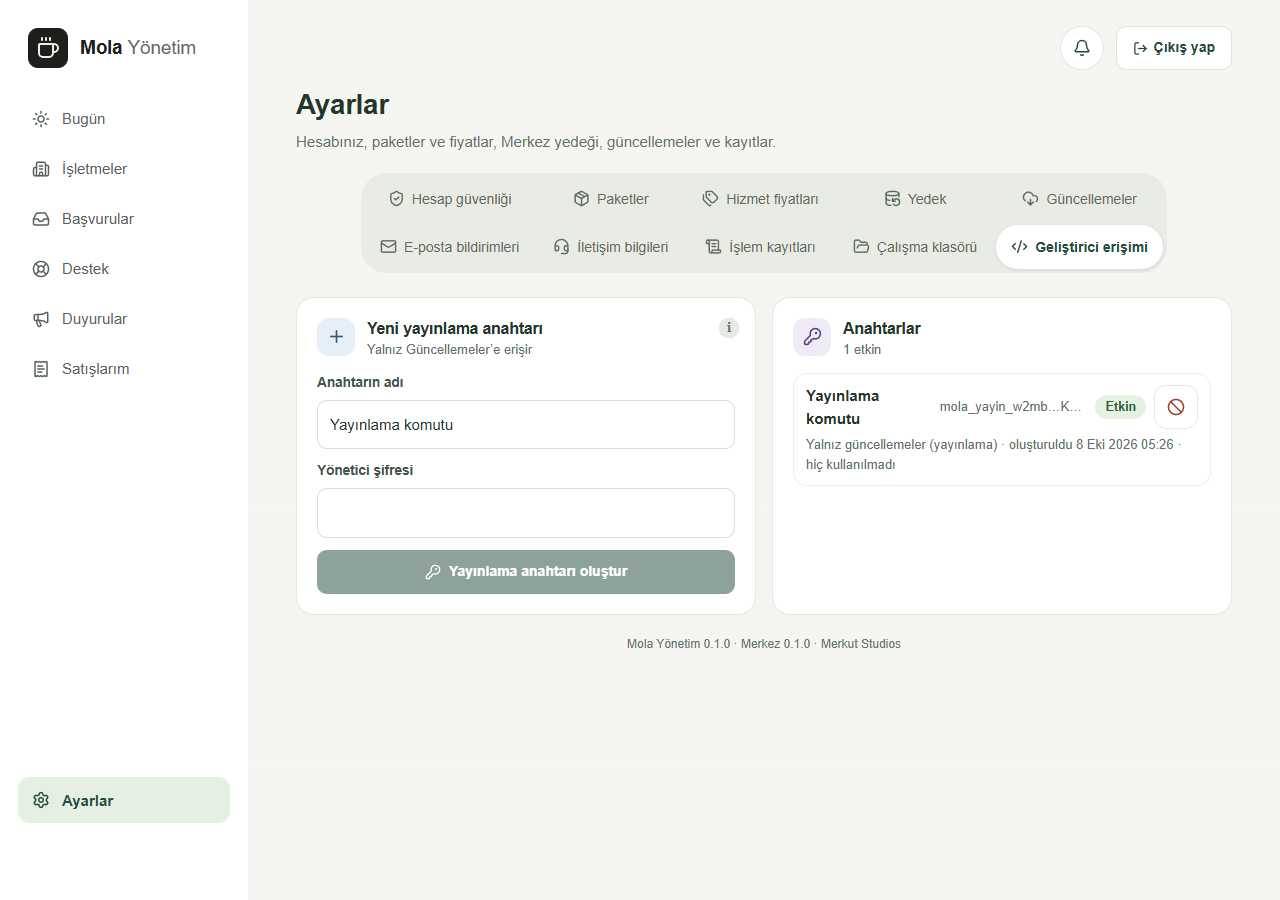 Mola Yönetim
Çıkış yap
Bugün
İşletmeler
Başvurular
Destek
Duyurular
Satışlarım
Ayarlar
Ayarlar
Hesabınız, paketler ve fiyatlar, Merkez yedeği, güncellemeler ve kayıtlar.
Hesap güvenliği
Paketler
Hizmet fiyatları
Yedek
Güncellemeler
E-posta bildirimleri
İletişim bilgileri
İşlem kayıtları
Çalışma klasörü
Geliştirici erişimi
Yeni yayınlama anahtarı
i
Yalnız Güncellemeler’e erişir
Anahtarın adı
Yayınlama komutu
Yönetici şifresi
Yayınlama anahtarı oluştur
Anahtarlar
1 etkin
Yayınlama
komutu
mola_yayin_w2mb…K…
Etkin
Yalnız güncellemeler (yayınlama) · oluşturuldu 8 Eki 2026 05:26 ·
hiç kullanılmadı
Mola Yönetim 0.1.0 · Merkez 0.1.0 · Merkut Studios